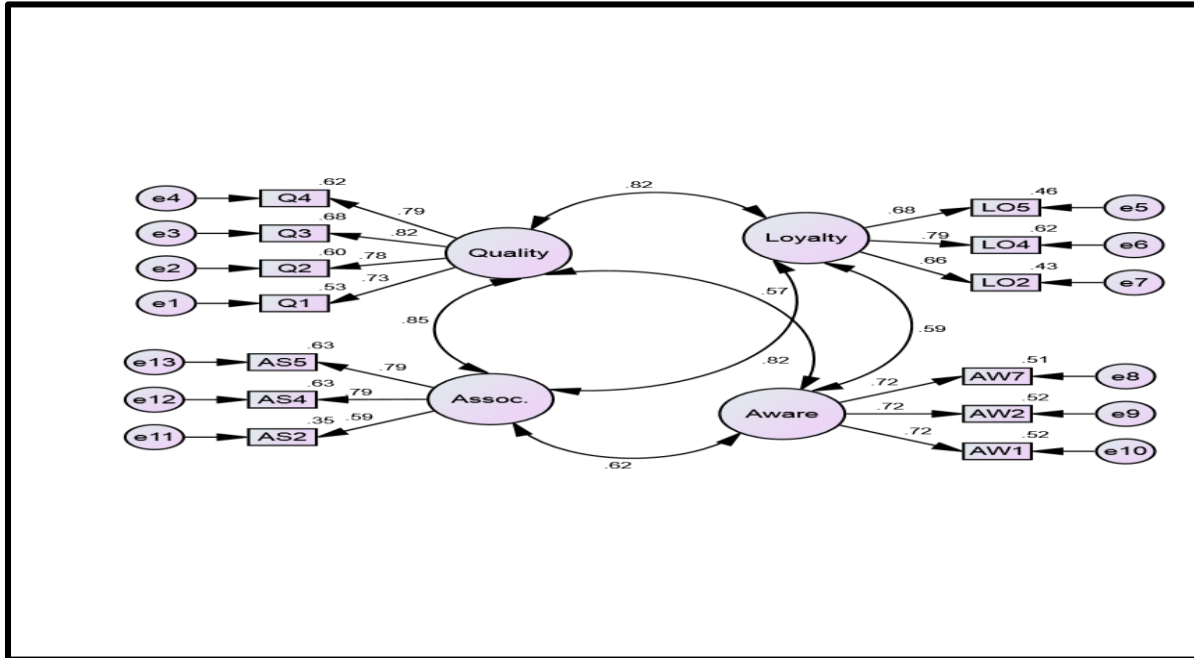 .62
e4 Q4 .79
.68
e3 Q3 .82
.60
e2 Q2 .78
.73
.53
e1 Q1
Quality
.82
Loyalty
.46
.68 LO5 e5
.62
.79 LO4 e6
.43
.66 LO2 e7
.85
.57
.59
.82
.63
e13 AS5 .79
.63
e12 AS4 .79
.35 .59
e11 AS2
Assoc.
.62
Aware
.51
.72 AW7 e8
.52
.72 AW2 e9
.52
.72 AW1 e10